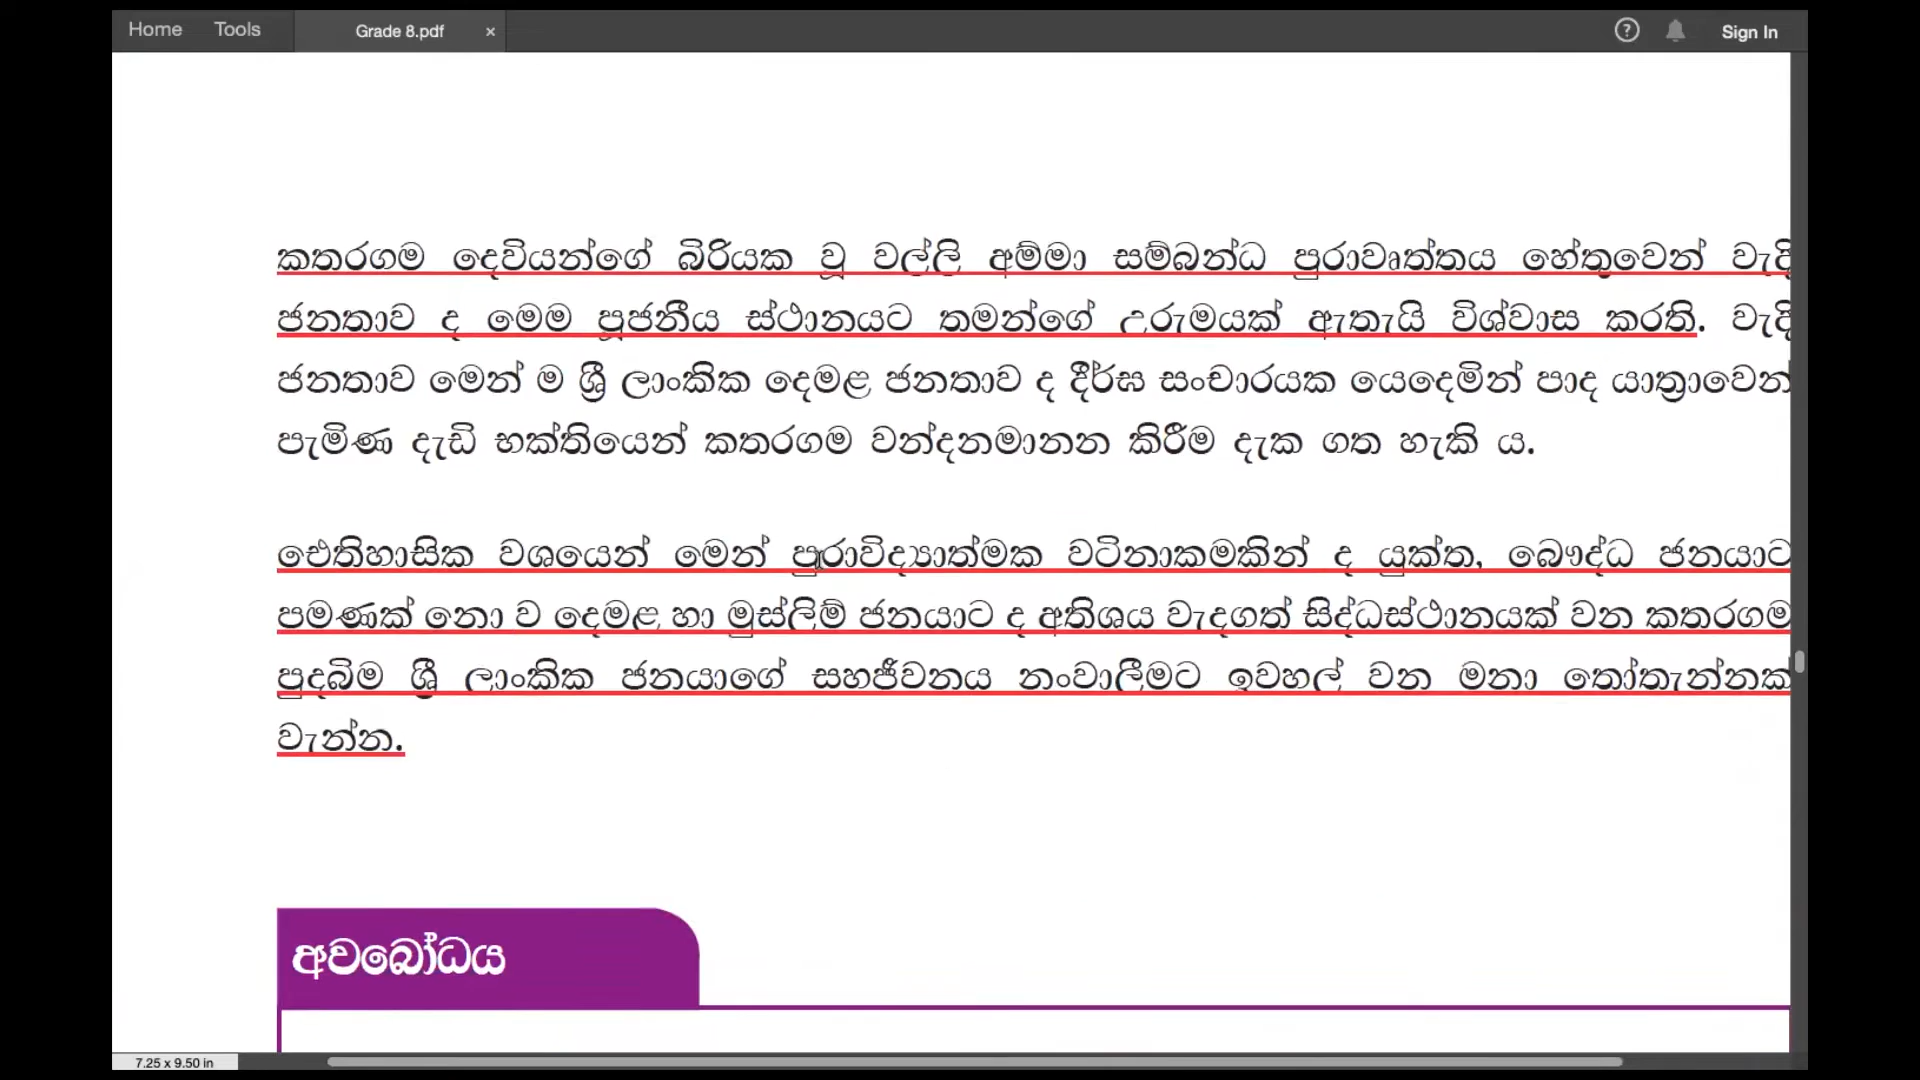 Home Tools Grade 8.pdf × ? Sign In
කතරගම දෙවියන්ගේ බිරියක වූ වල්ලි අම්මා සම්බන්ධ පුරාවෘත්තය හේතුවෙන් වැදි
ජනතාව ද මෙම පූජනීය ස්ථානයට තමන්ගේ උරුමයක් ඇතැයි විශ්වාස කරති. වැදි
ජනතාව මෙන් ම ශ්‍රී ලාංකික දෙමළ ජනතාව ද දීර්ඝ සංචාරයක යෙදෙමින් පාද යාත්‍රාවෙන්
පැමිණ දැඩි භක්තියෙන් කතරගම වන්දනමානන කිරීම දැක ගත හැකි ය.
ඓතිහාසික වශයෙන් මෙන් පුරාවිද්‍යාත්මක වටිනාකමකින් ද යුක්ත, බෞද්ධ ජනයාට
පමණක් නො ව දෙමළ හා මුස්ලිම් ජනයාට ද අතිශය වැදගත් සිද්ධස්ථානයක් වන කතරගම
පුදබිම ශ්‍රී ලාංකික ජනයාගේ සහජීවනය නංවාලීමට ඉවහල් වන මනා තෝතැන්නක්
වැන්න.
අවබෝධය
7.25 x 9.50 in